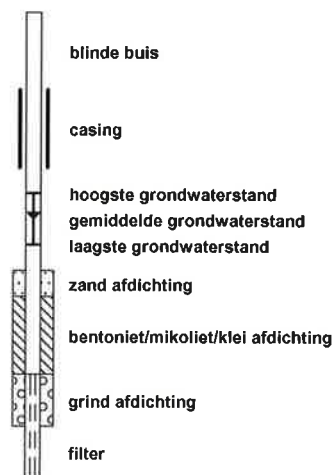 blinde buis
casing
hoogste grondwaterstand
gemiddelde grondwaterstand
laagste grondwaterstand
zand afdichting
bentoniet/mikoliet/klei afdichting
grind afdichting
filter